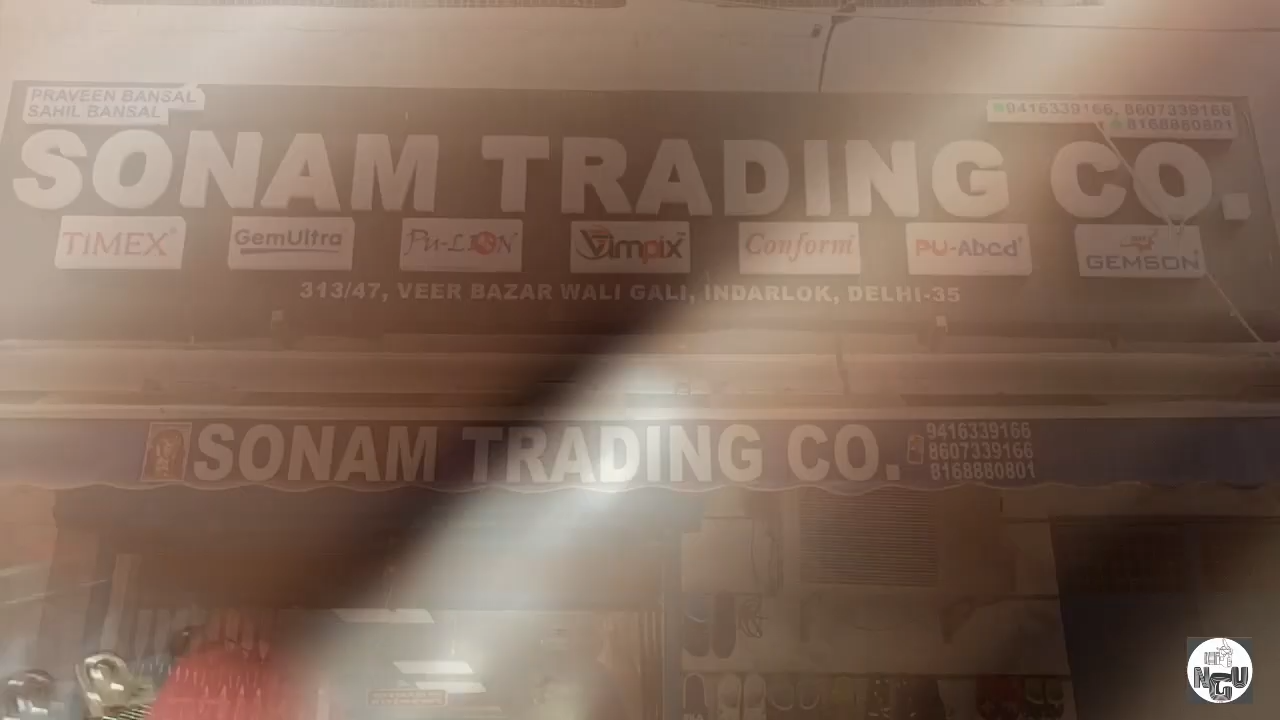 PRAVEEN BANSAL
SAHIL BANSAL
9416339166, 8607339166
8168880801
SONAM TRADING CO.
TIMEX GemUltra Pu-LION Vimpix Conform PU-Abcd GEMSON
313/47, VEER BAZAR WALI GALI, INDARLOK, DELHI-35
SONAM TRADING CO.
9416339166
8607339166
8168880801
NGU